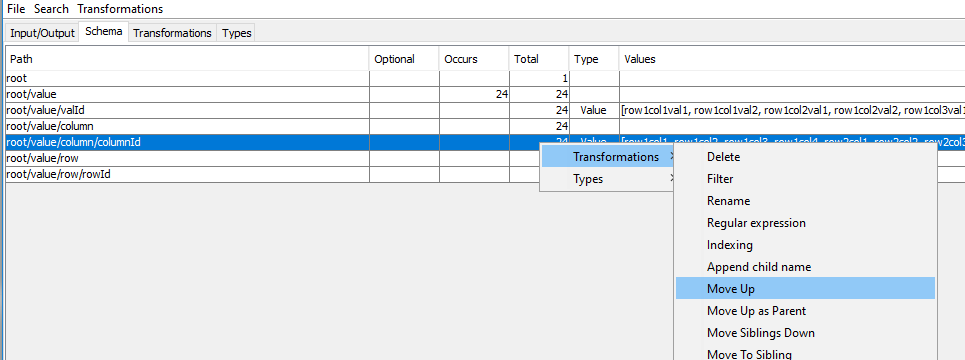 File Search Transformations
Input/Output Schema Transformations Types
Path Optional Occurs Total Type Values
root 1
root/value 24 24
root/value/valId 24 Value [row1col1val1, row1col1val2, row1col2val1, row1col2val2, row1col3val1
root/value/column 24
root/value/column/columnId 24 Value [row1col1, row1col2, row1col3, row1col4, row2col1, row2col2, row2col3
root/value/row
root/value/row/rowId
Transformations
Types
Delete
Filter
Rename
Regular expression
Indexing
Append child name
Move Up
Move Up as Parent
Move Siblings Down
Move To Sibling